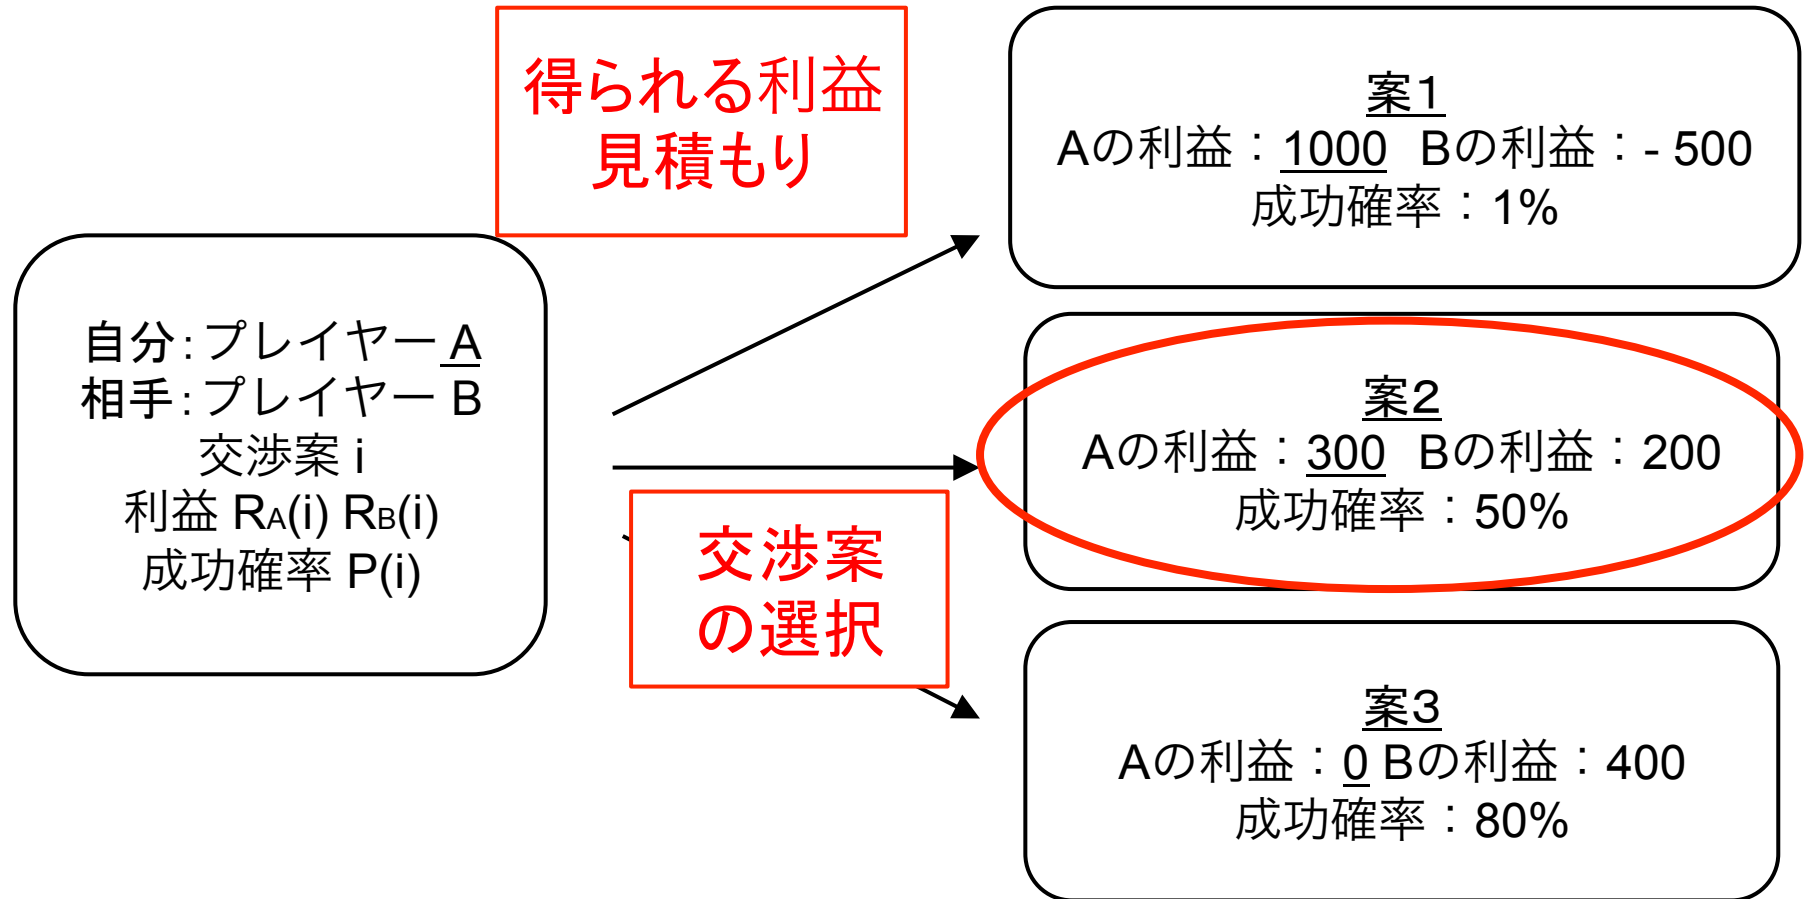 得られる利益
見積もり
自分:プレイヤー A
相手:プレイヤー B
交渉案 i
利益 RA(i) RB(i)
成功確率 P(i)
交渉案
の選択
案1
Aの利益：1000 Bの利益：- 500
成功確率：1%
案2
Aの利益：300 Bの利益：200
成功確率：50%
案3
Aの利益：0 Bの利益：400
成功確率：80%